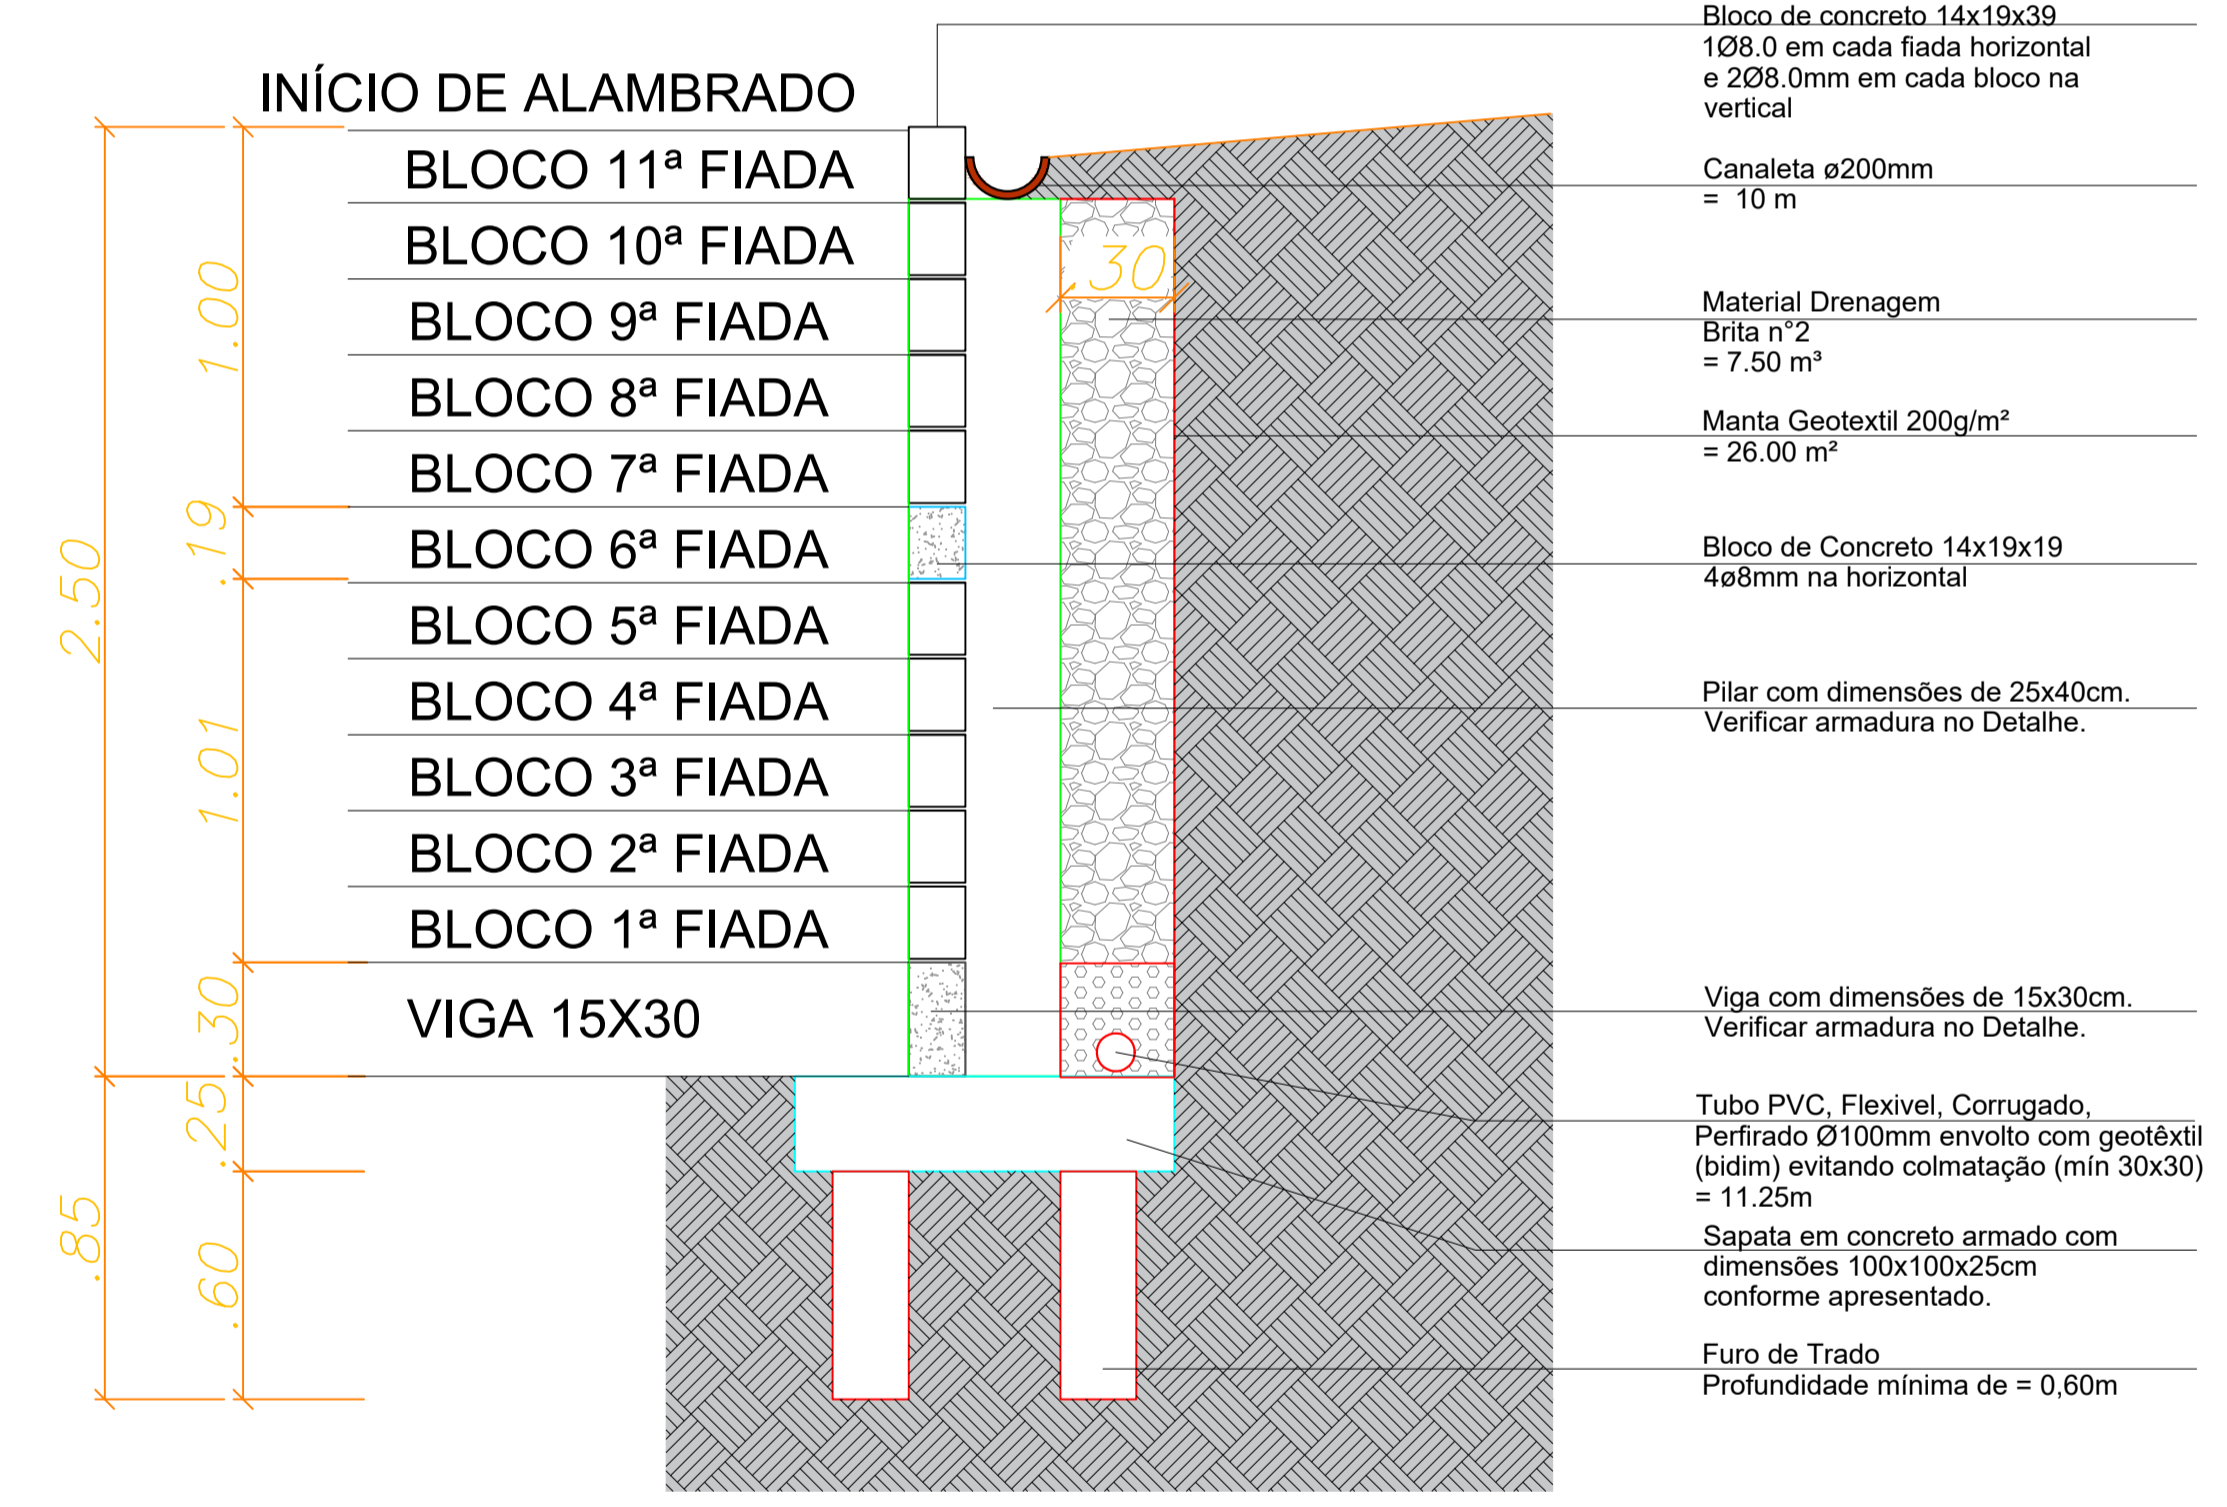 INÍCIO DE ALAMBRADO
BLOCO 11ª FIADA
BLOCO 10ª FIADA
BLOCO 9ª FIADA
BLOCO 8ª FIADA
BLOCO 7ª FIADA
BLOCO 6ª FIADA
BLOCO 5ª FIADA
BLOCO 4ª FIADA
BLOCO 3ª FIADA
BLOCO 2ª FIADA
BLOCO 1ª FIADA
VIGA 15X30
2.50
.85
1.00
.19
1.01
.30
.25
.60
.30
Bloco de concreto 14x19x39
1Ø8.0 em cada fiada horizontal
e 2Ø8.0mm em cada bloco na
vertical
Canaleta ø200mm
= 10 m
Material Drenagem
Brita n°2
= 7.50 m³
Manta Geotextil 200g/m²
= 26.00 m²
Bloco de Concreto 14x19x19
4ø8mm na horizontal
Pilar com dimensões de 25x40cm.
Verificar armadura no Detalhe.
Viga com dimensões de 15x30cm.
Verificar armadura no Detalhe.
Tubo PVC, Flexivel, Corrugado,
Perfirado Ø100mm envolto com geotêxtil
(bidim) evitando colmatação (mín 30x30)
= 11.25m
Sapata em concreto armado com
dimensões 100x100x25cm
conforme apresentado.
Furo de Trado
Profundidade mínima de = 0,60m